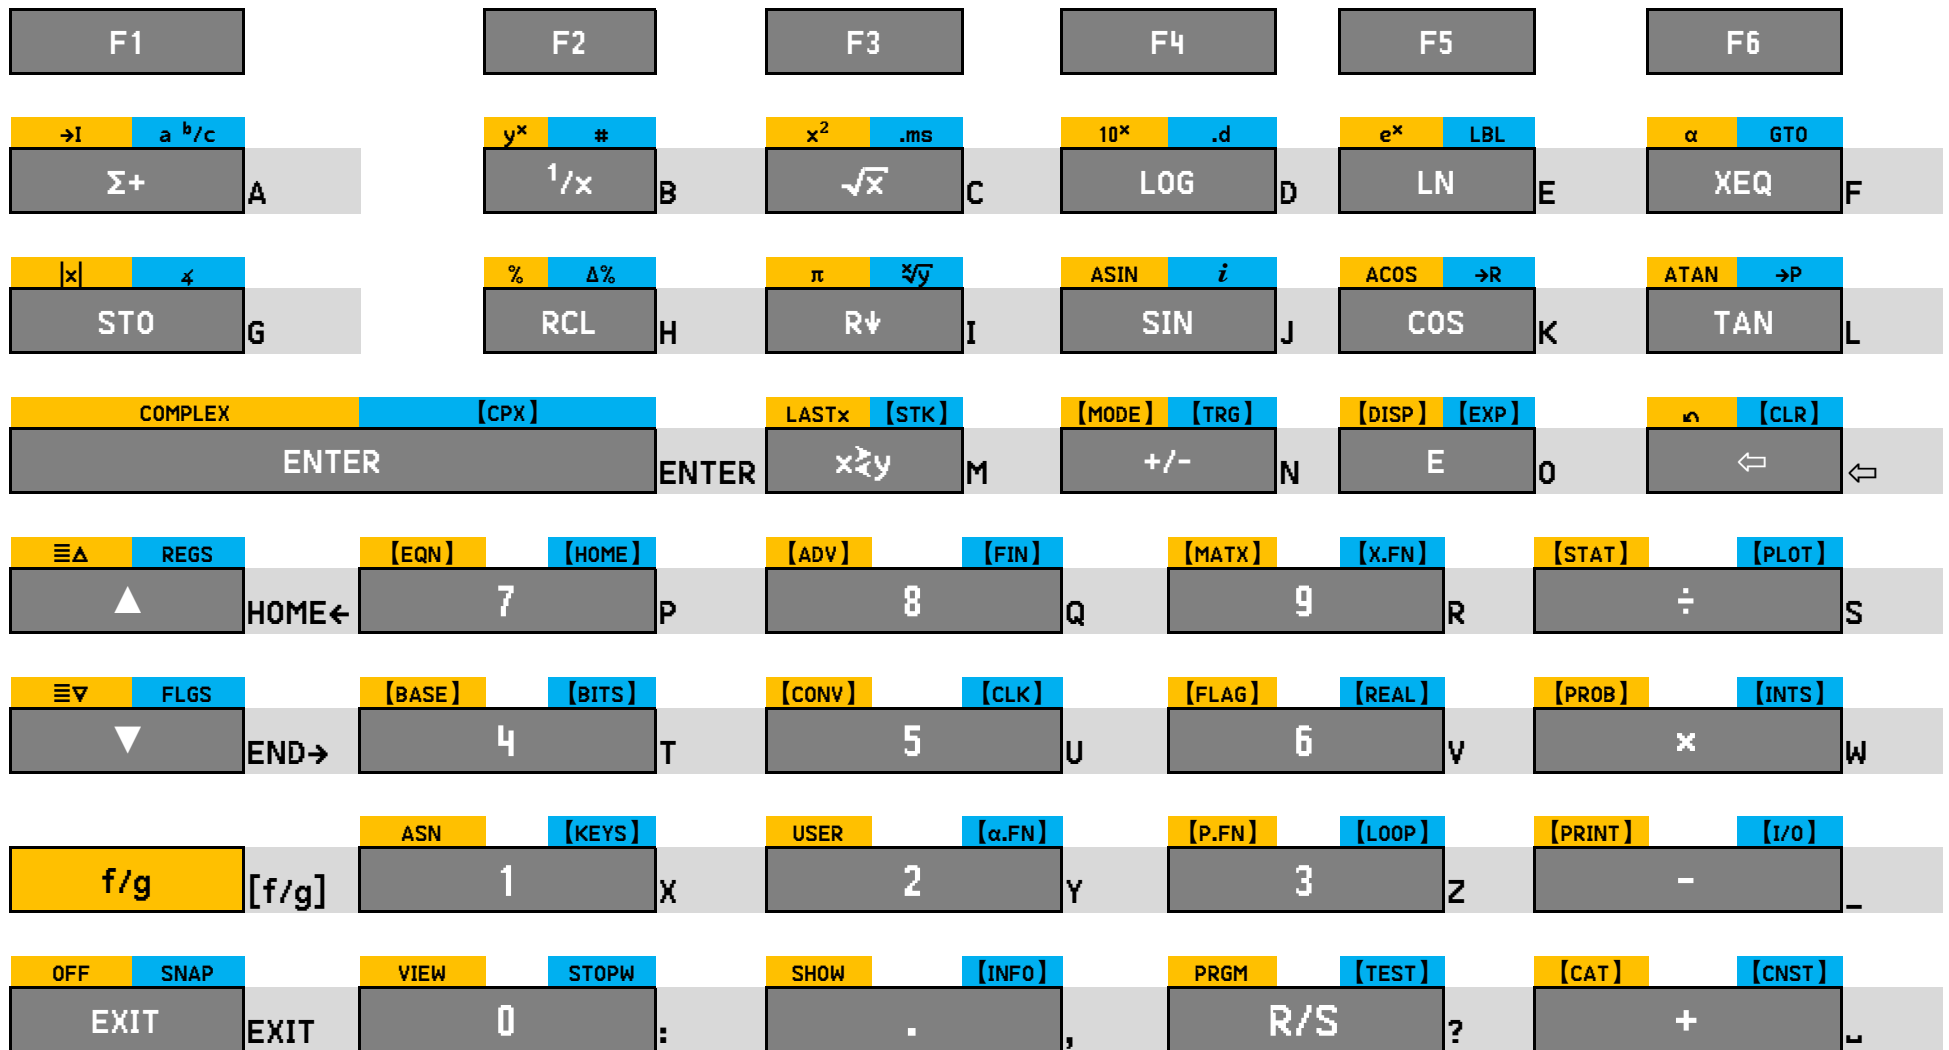 F1 F2 F3 F4 F5 F6
→I a b/c yˣ # x² .ms 10ˣ .d eˣ LBL α GTO
Σ+ A ¹/x B √x C LOG D LN E XEQ F
|x| ∡ % Δ% π ˣ√y ASIN i ACOS →R ATAN →P
STO G RCL H R↓ I SIN J COS K TAN L
COMPLEX 【CPX】 LASTx 【STK】 【MODE】 【TRG】 【DISP】 【EXP】 ↶ 【CLR】
ENTER ENTER x≷y M +/- N E O ⇦ ⇦
≣△ REGS 【EQN】 【HOME】 【ADV】 【FIN】 【MATX】 【X.FN】 【STAT】 【PLOT】
▲ HOME← 7 P 8 Q 9 R ÷ S
≣▽ FLGS 【BASE】 【BITS】 【CONV】 【CLK】 【FLAG】 【REAL】 【PROB】 【INTS】
▼ END→ 4 T 5 U 6 V × W
ASN 【KEYS】 USER 【α.FN】 【P.FN】 【LOOP】 【PRINT】 【I/O】
f/g [f/g] 1 X 2 Y 3 Z - _
OFF SNAP VIEW STOPW SHOW 【INFO】 PRGM 【TEST】 【CAT】 【CNST】
EXIT EXIT 0 : . , R/S ? + ␣